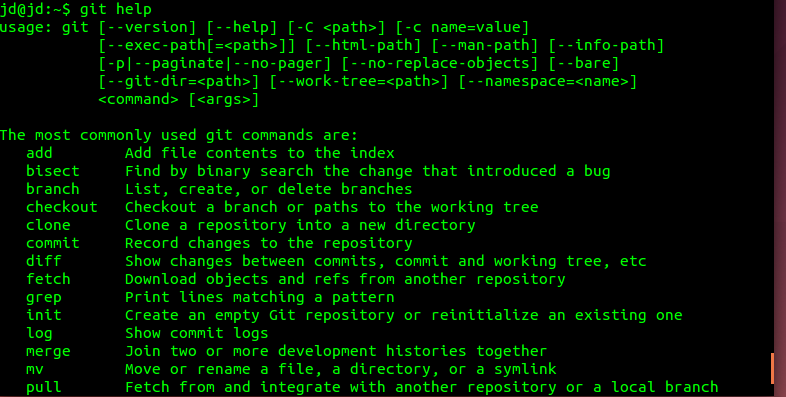 jd@jd:~$ git help
usage: git [--version] [--help] [-C <path>] [-c name=value]
           [--exec-path[=<path>]] [--html-path] [--man-path] [--info-path]
           [-p|--paginate|--no-pager] [--no-replace-objects] [--bare]
           [--git-dir=<path>] [--work-tree=<path>] [--namespace=<name>]
           <command> [<args>]

The most commonly used git commands are:
   add        Add file contents to the index
   bisect     Find by binary search the change that introduced a bug
   branch     List, create, or delete branches
   checkout   Checkout a branch or paths to the working tree
   clone      Clone a repository into a new directory
   commit     Record changes to the repository
   diff       Show changes between commits, commit and working tree, etc
   fetch      Download objects and refs from another repository
   grep       Print lines matching a pattern
   init       Create an empty Git repository or reinitialize an existing one
   log        Show commit logs
   merge      Join two or more development histories together
   mv         Move or rename a file, a directory, or a symlink
   pull       Fetch from and integrate with another repository or a local branch